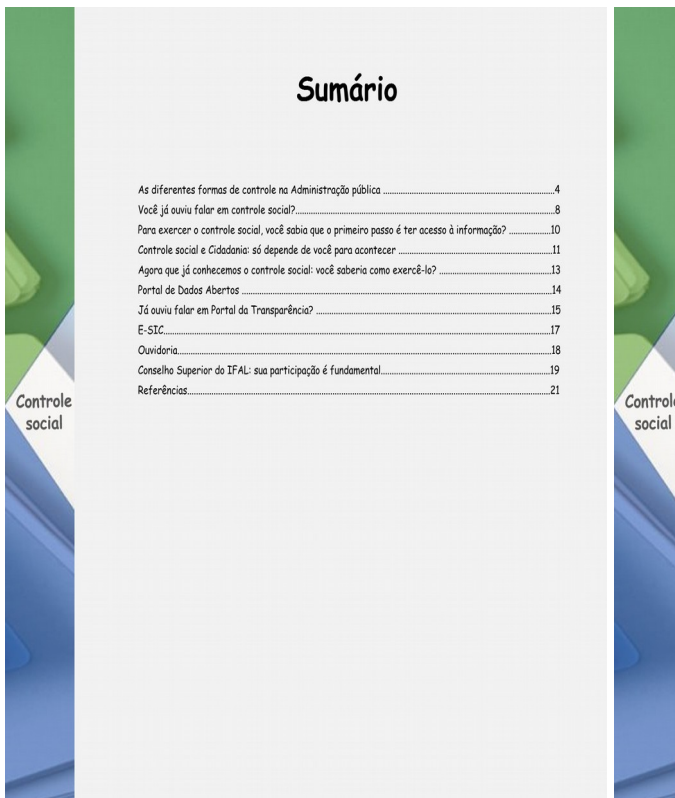 Sumário
As diferentes formas de controle na Administração pública ..........4
Você já ouviu falar em controle social?..........8
Para exercer o controle social, você sabia que o primeiro passo é ter acesso à informação? ..........10
Controle social e Cidadania: só depende de você para acontecer ..........11
Agora que já conhecemos o controle social: você saberia como exercê-lo? ..........13
Portal de Dados Abertos ..........14
Já ouviu falar em Portal da Transparência? ..........15
E-SIC..........17
Ouvidoria..........18
Conselho Superior do IFAL: sua participação é fundamental..........19
Referências..........21
Controle
social
Control
social